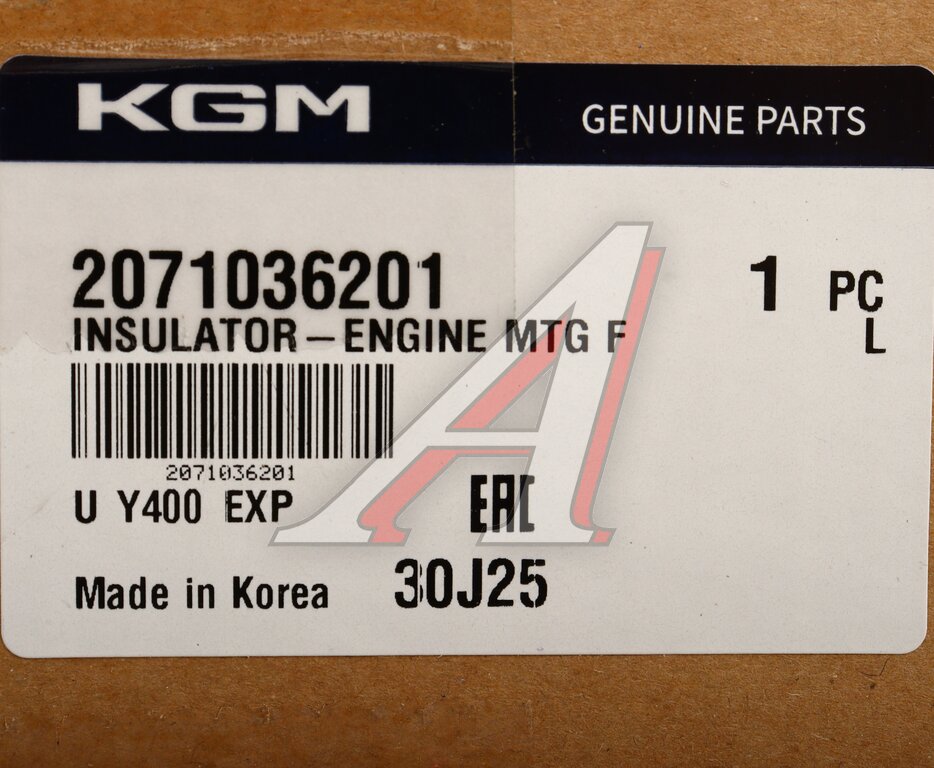 KGM
GENUINE PARTS
2071036201
1 PC
INSULATOR-ENGINE MTG F
L
2071036201
U Y400 EXP
EAC
Made in Korea
30J25